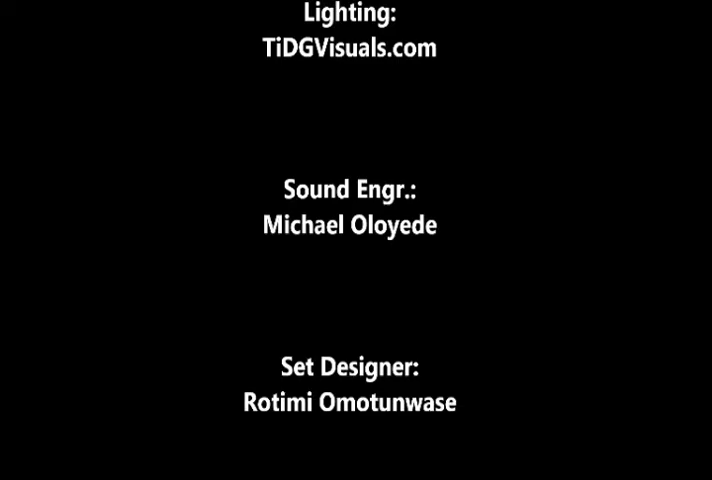 Lighting:
TiDGVisuals.com
Sound Engr.:
Michael Oloyede
Set Designer:
Rotimi Omotunwase